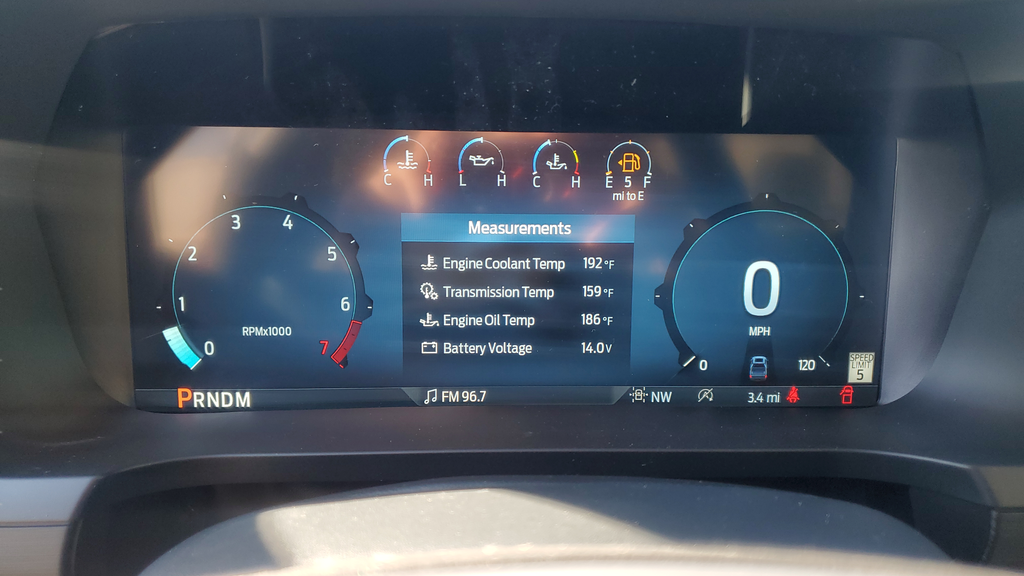 C H
L H
C H
E 5 F
mi to E
Measurements
Engine Coolant Temp 192°F
Transmission Temp 159°F
Engine Oil Temp 186°F
Battery Voltage 14.0V
0
1
2
3
4
5
6
7
RPMx1000
0
MPH
0 120
SPEED
LIMIT
5
PRNDM
FM 96.7
NW
3.4 mi